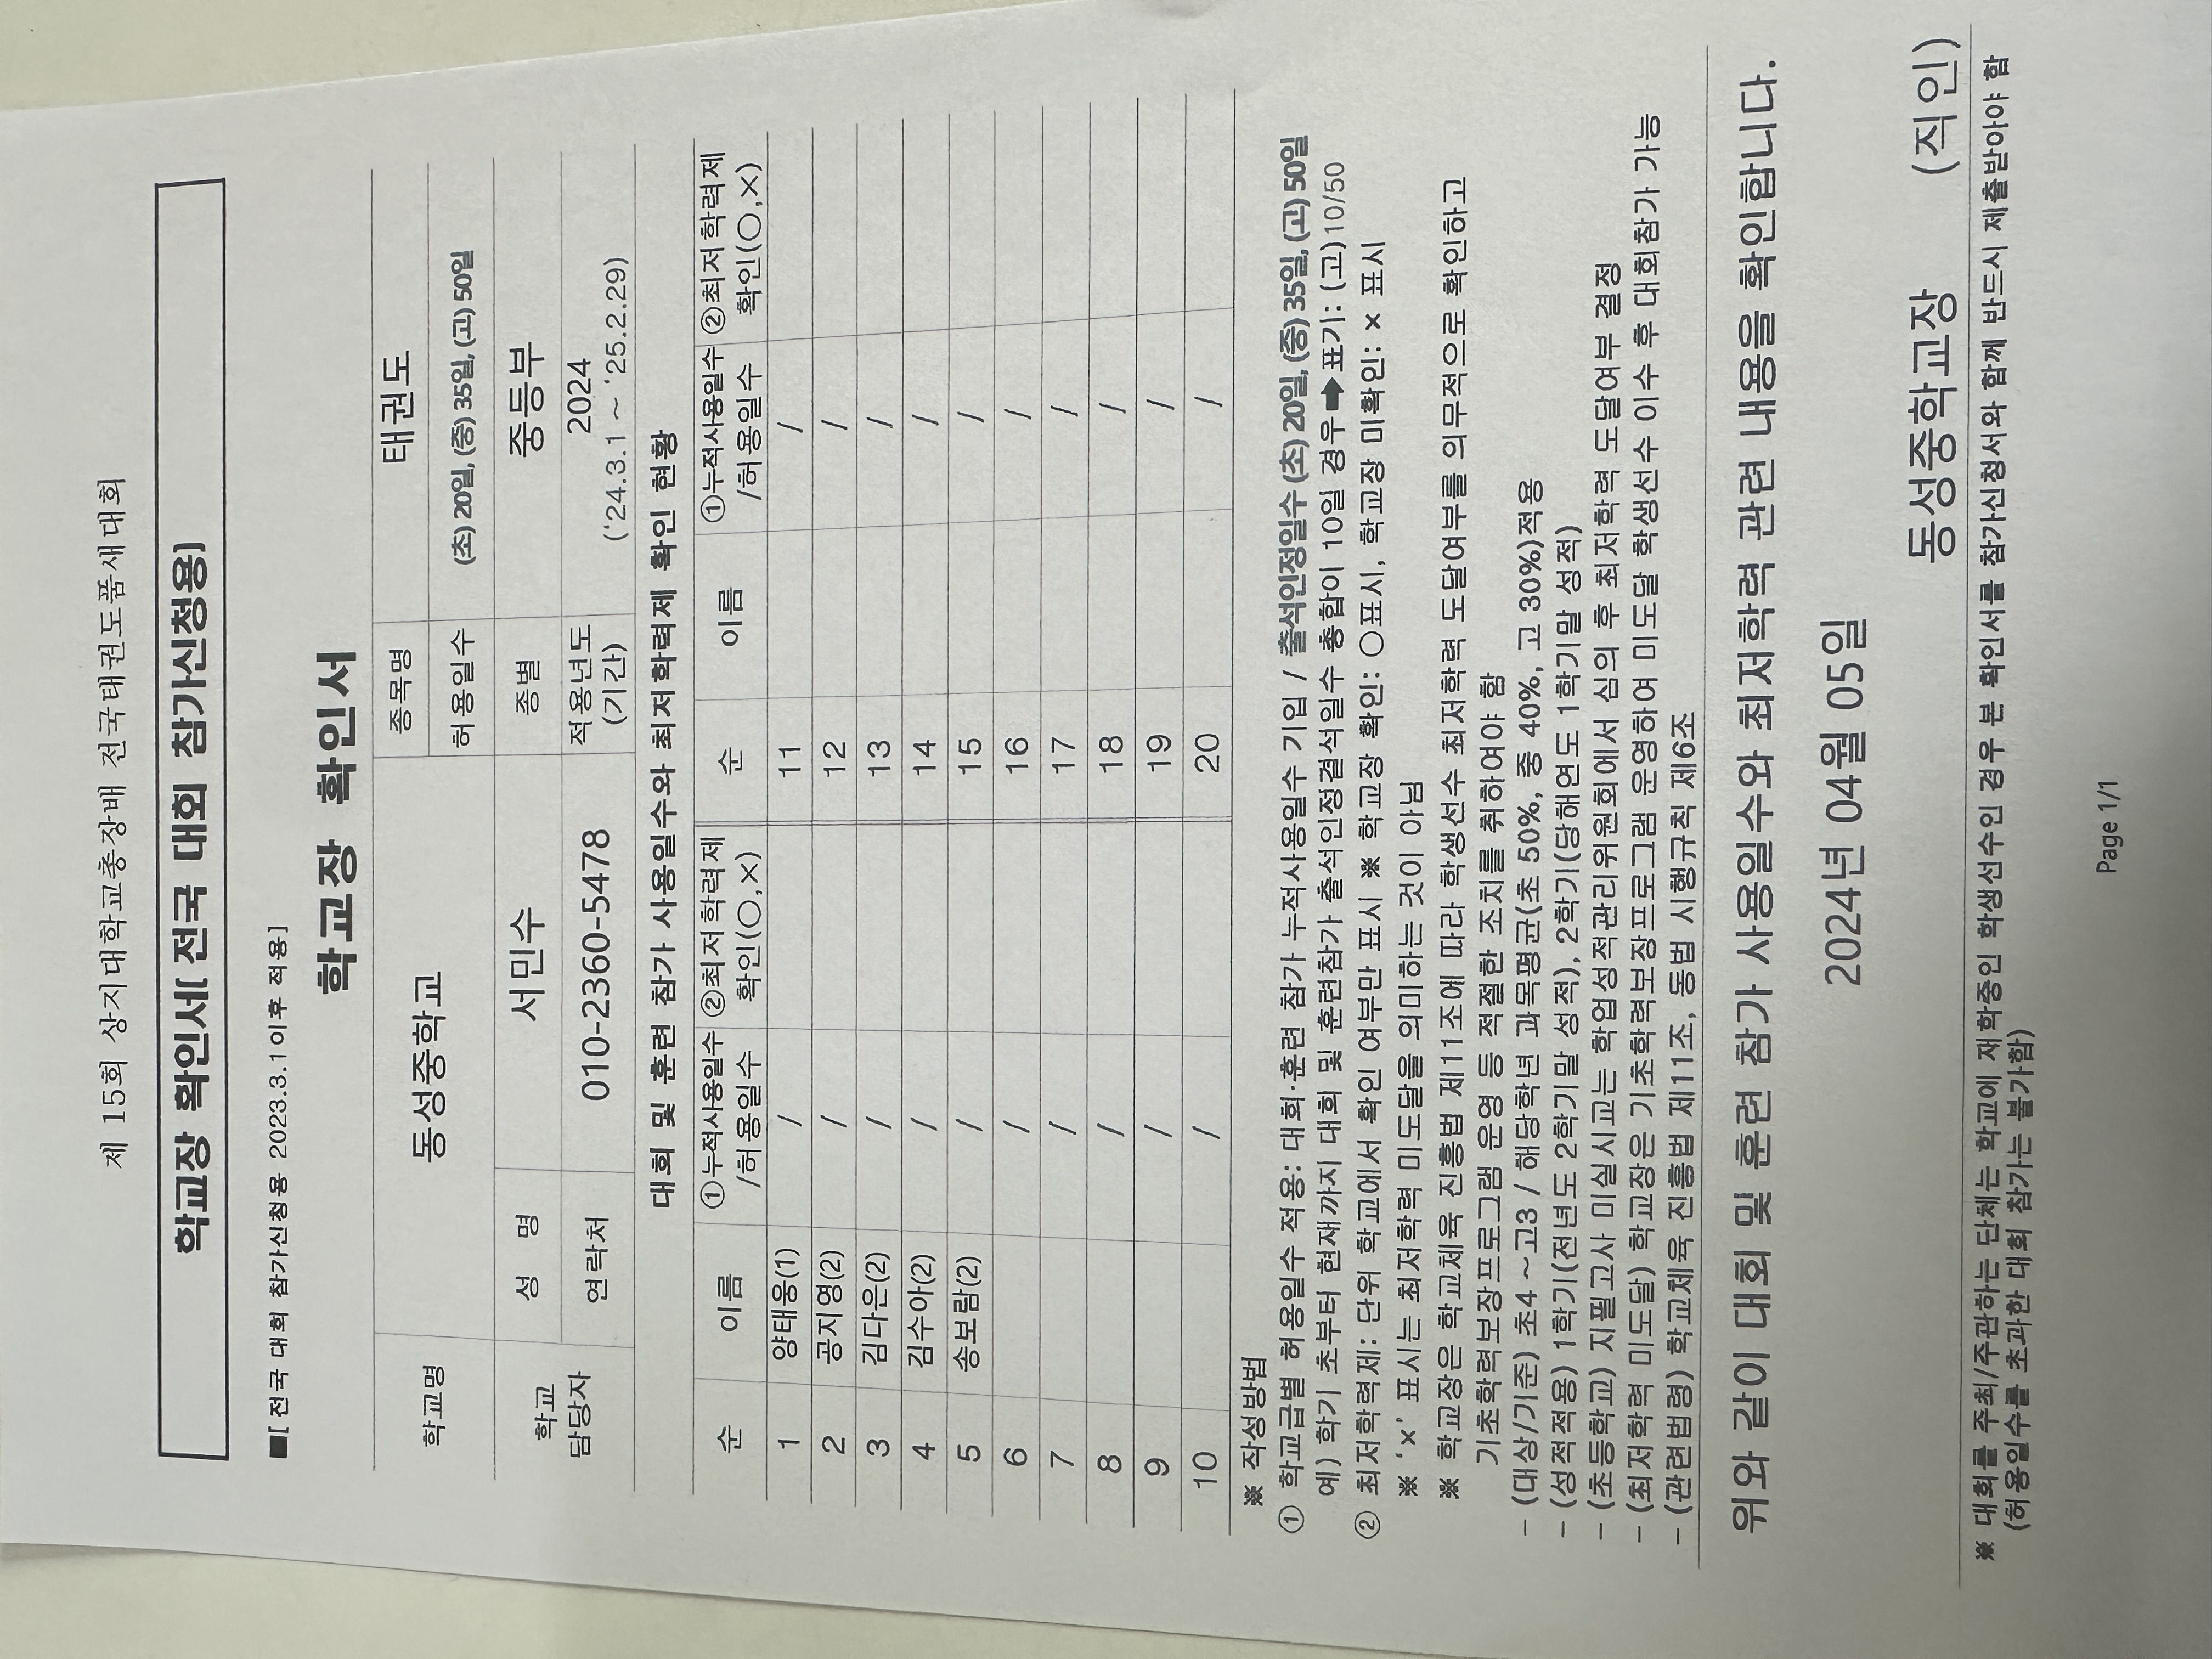 제 15회 상지대학교총장배 전국태권도품새대회
학교장 확인서[ 전국 대회 참가신청용]
■[ 전국 대회 참가신청용 2023.3.1이후 적용]
학교장 확인서
학교명 동성중학교 종목명 태권도
허용일수 (초) 20일, (중) 35일, (고) 50일
학교 담당자 성 명 서민수 종별 중등부
연락처 010-2360-5478 적용년도 (기간) 2024
('24.3.1 ~ '25.2.29)
대회 및 훈련 참가 사용일수와 최저학력제 확인 현황
순 이름 ①누적사용일수 /허용일수 ②최저학력제 확인(○,×) 순 이름 ①누적사용일수 /허용일수 ②최저학력제 확인(○,×)
1 양태웅(1) / 11 /
2 공지영(2) / 12 /
3 김다은(2) / 13 /
4 김수아(2) / 14 /
5 송보람(2) / 15 /
6 / 16 /
7 / 17 /
8 / 18 /
9 / 19 /
10 / 20 /
※ 작성방법
① 학교급별 허용일수 적용: 대회·훈련 참가 누적사용일수 기입 / 출석인정일수 (초) 20일, (중) 35일, (고) 50일
예) 학기 초부터 현재까지 대회 및 훈련참가 출석인정결석일수 총합이 10일 경우 ➡ 표기: (고)10/50
② 최저학력제: 단위 학교에서 확인 여부만 표시 ※ 학교장 확인: ○표시, 학교장 미확인: × 표시
※ 'x' 표시는 최저학력 미도달을 의미하는 것이 아님
※ 학교장은 학교체육 진흥법 제11조에 따라 학생선수 최저학력 도달여부를 의무적으로 확인하고
기초학력보장프로그램 운영 등 적절한 조치를 취하여야 함
- (대상/기준) 초4 ~고3 / 해당학년 과목평균(초 50%, 중 40%, 고 30%)적용
- (성적적용) 1학기(전년도 2학기말 성적), 2학기(당해연도 1학기말 성적)
- (초등학교) 지필고사 미실시교는 학업성적관리위원회에서 심의 후 최저학력 도달여부 결정
- (최저학력 미도달) 학교장은 기초학력보장프로그램 운영하여 미도달 학생선수 이수 후 대회참가 가능
- (관련법령) 학교체육 진흥법 제11조, 동법 시행규칙 제6조
위와 같이 대회 및 훈련 참가 사용일수와 최저학력 관련 내용을 확인합니다.
2024년 04월 05일
동성중학교장 (직인)
※ 대회를 주최/주관하는 단체는 학교에 재학중인 학생선수인 경우 본 확인서를 참가신청서와 함께 반드시 제출받아야 함
(허용일수를 초과한 대회 참가는 불가함)
Page 1/1